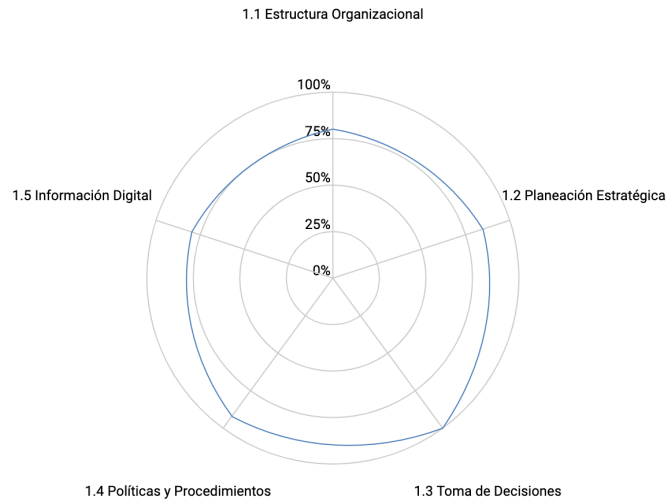 1.1 Estructura Organizacional
100%
75%
50%
1.5 Información Digital
1.2 Planeación Estratégica
25%
0%
1.4 Políticas y Procedimientos
1.3 Toma de Decisiones